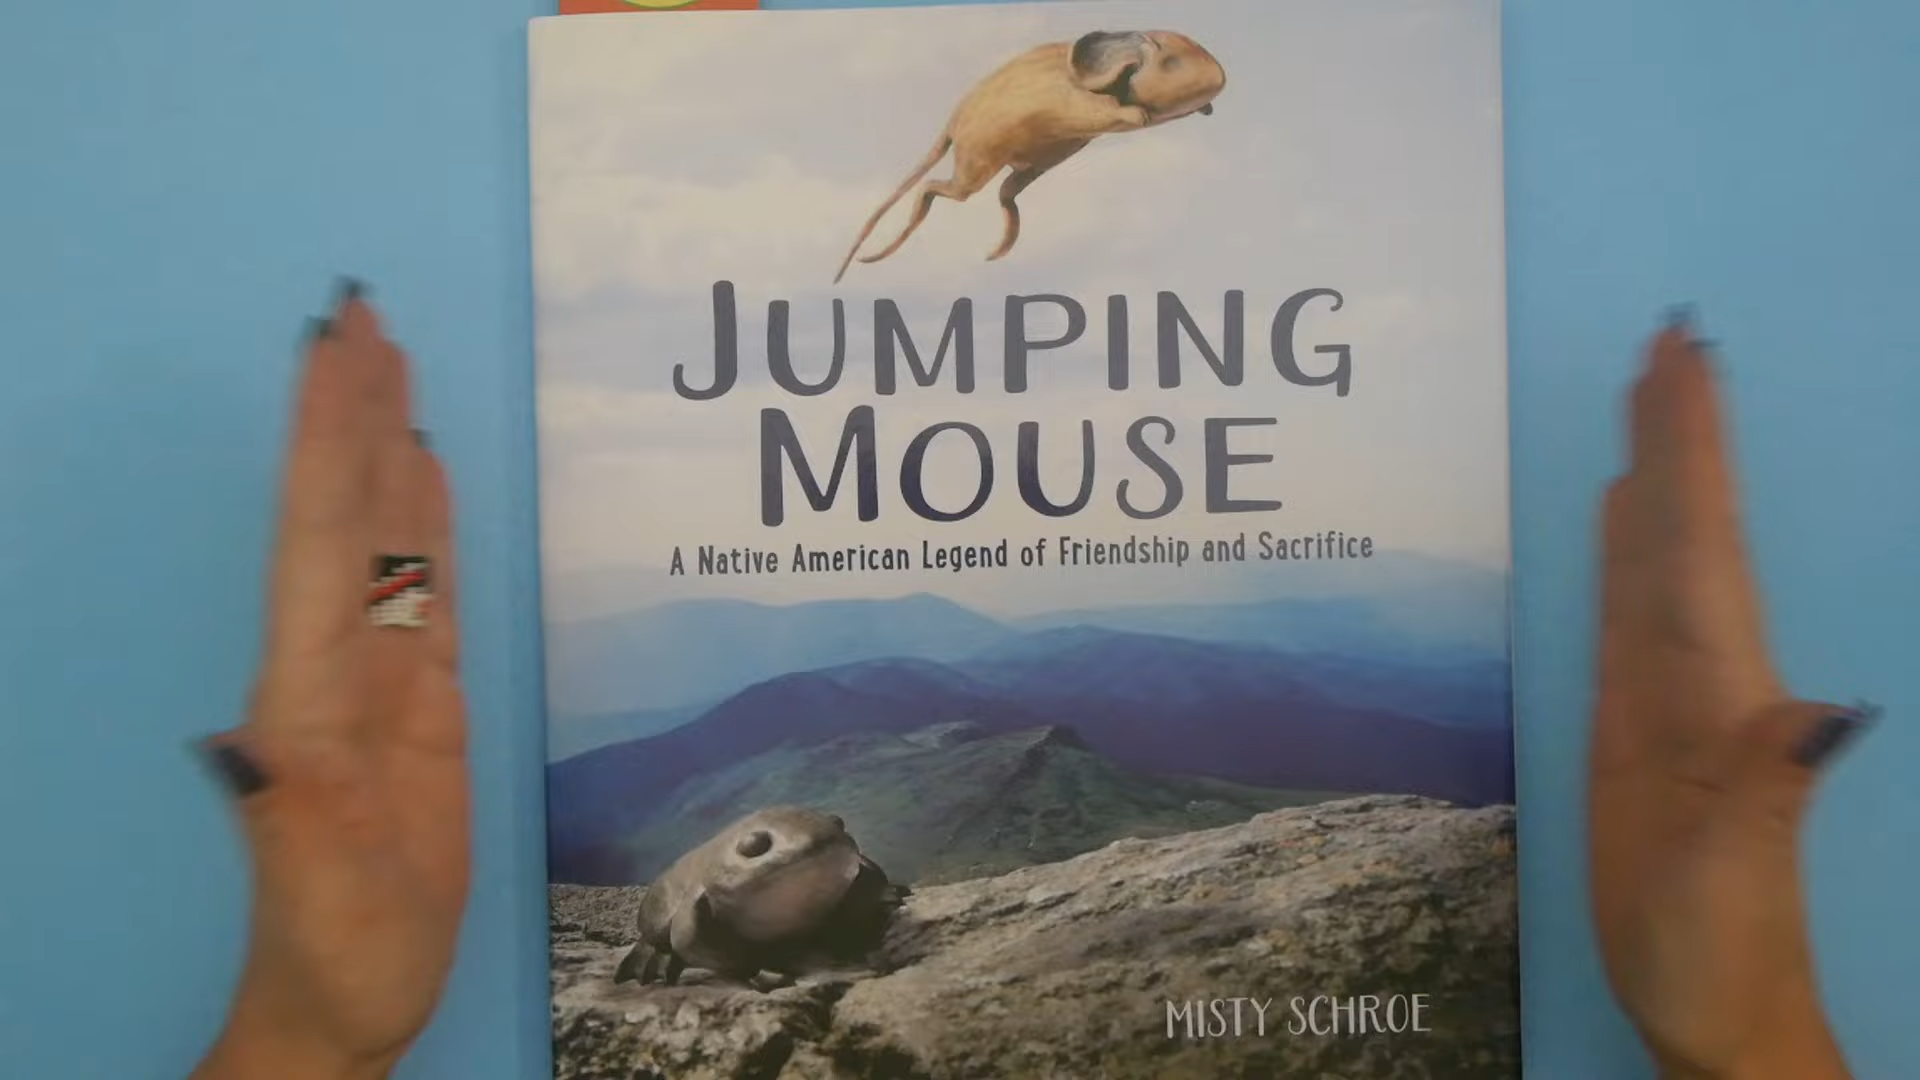 JUMPING
MOUSE
A Native American Legend of Friendship and Sacrifice
MISTY SCHROE